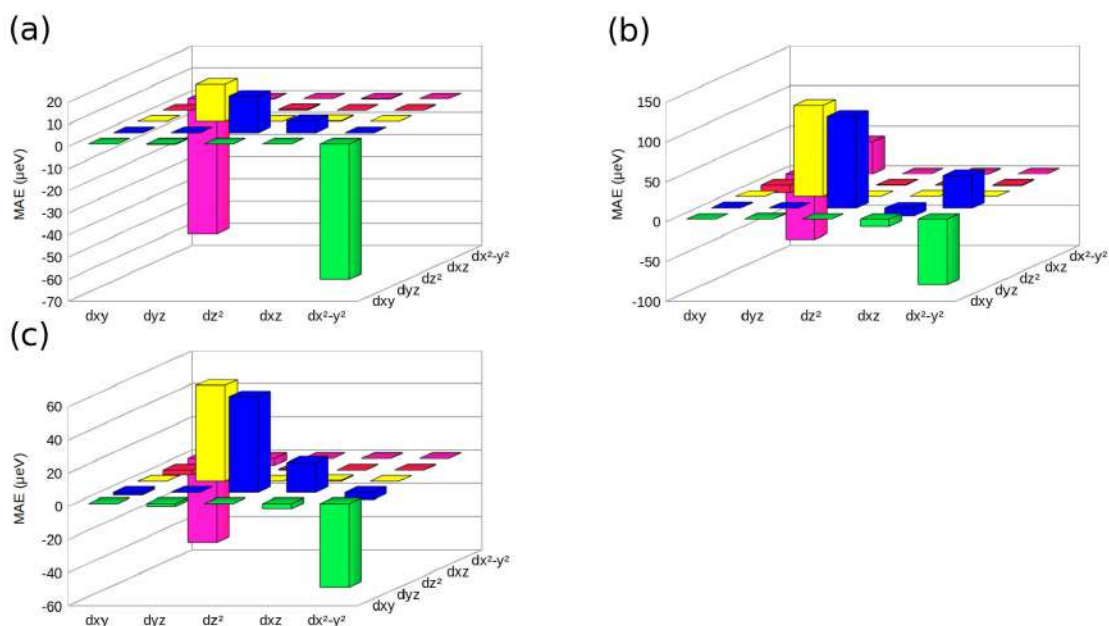 (a)
20
10
0
-10
-20
-30
-40
-50
-60
-70
MAE (μeV)
dxy dyz dz² dxz dx²-y²
dxy
dyz
dz²
dxz
dx²-y²
(b)
150
100
50
0
-50
-100
MAE (μeV)
dxy dyz dz² dxz dx²-y²
dxy
dyz
dz²
dxz
dx²-y²
(c)
60
40
20
0
-20
-40
-60
MAE (μeV)
dxy dyz dz² dxz dx²-y²
dxy
dyz
dz²
dxz
dx²-y²